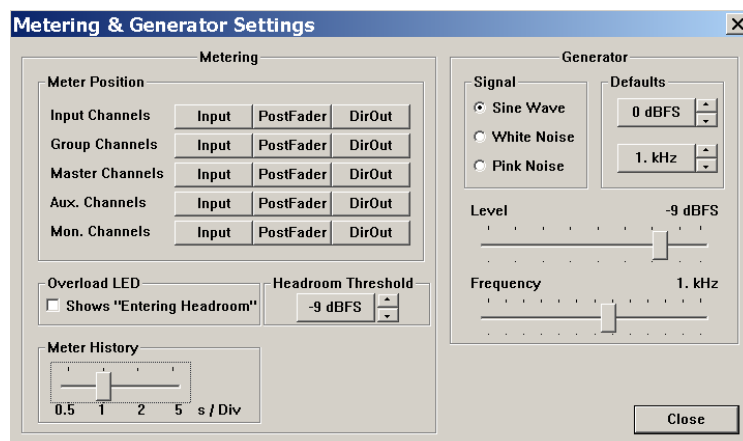 Metering & Generator Settings
Metering
Meter Position
Input Channels Input PostFader DirOut
Group Channels Input PostFader DirOut
Master Channels Input PostFader DirOut
Aux. Channels Input PostFader DirOut
Mon. Channels Input PostFader DirOut
Overload LED
Shows "Entering Headroom"
Headroom Threshold
-9 dBFS
Meter History
0.5 1 2 5 s / Div
Generator
Signal
Sine Wave
White Noise
Pink Noise
Defaults
0 dBFS
1. kHz
Level -9 dBFS
Frequency 1. kHz
Close